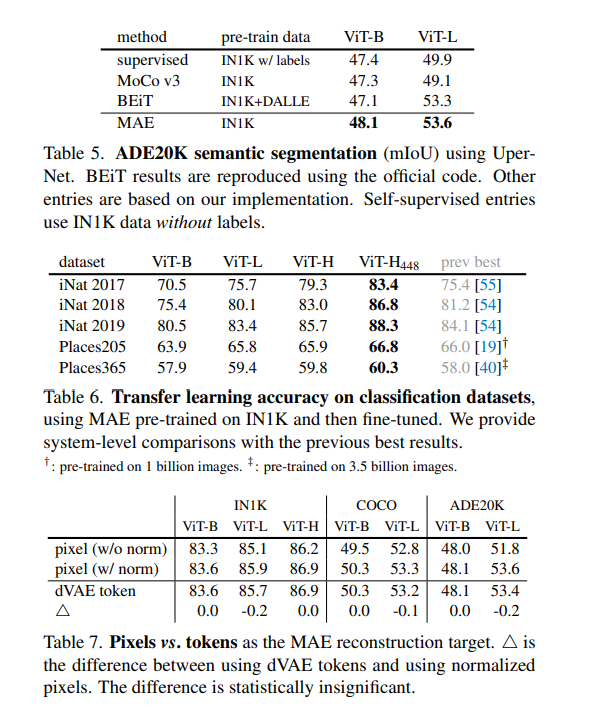 method pre-train data ViT-B ViT-L
supervised IN1K w/ labels 47.4 49.9
MoCo v3 IN1K 47.3 49.1
BEiT IN1K+DALLE 47.1 53.3
MAE IN1K 48.1 53.6
Table 5. ADE20K semantic segmentation (mIoU) using Uper-
Net. BEiT results are reproduced using the official code. Other
entries are based on our implementation. Self-supervised entries
use IN1K data without labels.
dataset ViT-B ViT-L ViT-H ViT-H448 prev best
iNat 2017 70.5 75.7 79.3 83.4 75.4 [55]
iNat 2018 75.4 80.1 83.0 86.8 81.2 [54]
iNat 2019 80.5 83.4 85.7 88.3 84.1 [54]
Places205 63.9 65.8 65.9 66.8 66.0 [19]†
Places365 57.9 59.4 59.8 60.3 58.0 [40]‡
Table 6. Transfer learning accuracy on classification datasets,
using MAE pre-trained on IN1K and then fine-tuned. We provide
system-level comparisons with the previous best results.
†: pre-trained on 1 billion images. ‡: pre-trained on 3.5 billion images.
IN1K COCO ADE20K
ViT-B ViT-L ViT-H ViT-B ViT-L ViT-B ViT-L
pixel (w/o norm) 83.3 85.1 86.2 49.5 52.8 48.0 51.8
pixel (w/ norm) 83.6 85.9 86.9 50.3 53.3 48.1 53.6
dVAE token 83.6 85.7 86.9 50.3 53.2 48.1 53.4
△ 0.0 -0.2 0.0 0.0 -0.1 0.0 -0.2
Table 7. Pixels vs. tokens as the MAE reconstruction target. △ is
the difference between using dVAE tokens and using normalized
pixels. The difference is statistically insignificant.